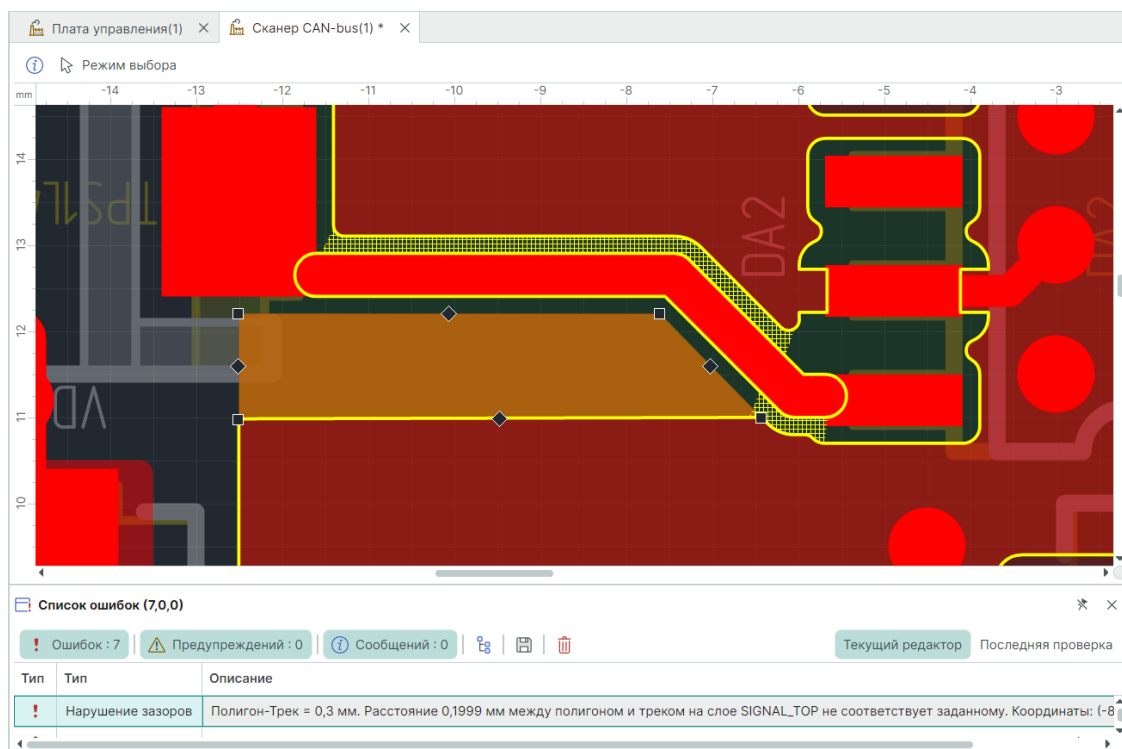 Плата управления(1)
Сканер CAN-bus(1) *
Режим выбора
mm
-14 -13 -12 -11 -10 -9 -8 -7 -6 -5 -4 -3
14
13
12
11
10
DA2
DA2
VD
Список ошибок (7,0,0)
Ошибок : 7
Предупреждений : 0
Сообщений : 0
Текущий редактор
Последняя проверка
Тип Тип Описание
Нарушение зазоров Полигон-Трек = 0,3 мм. Расстояние 0,1999 мм между полигоном и треком на слое SIGNAL_TOP не соответствует заданному. Координаты: (-8